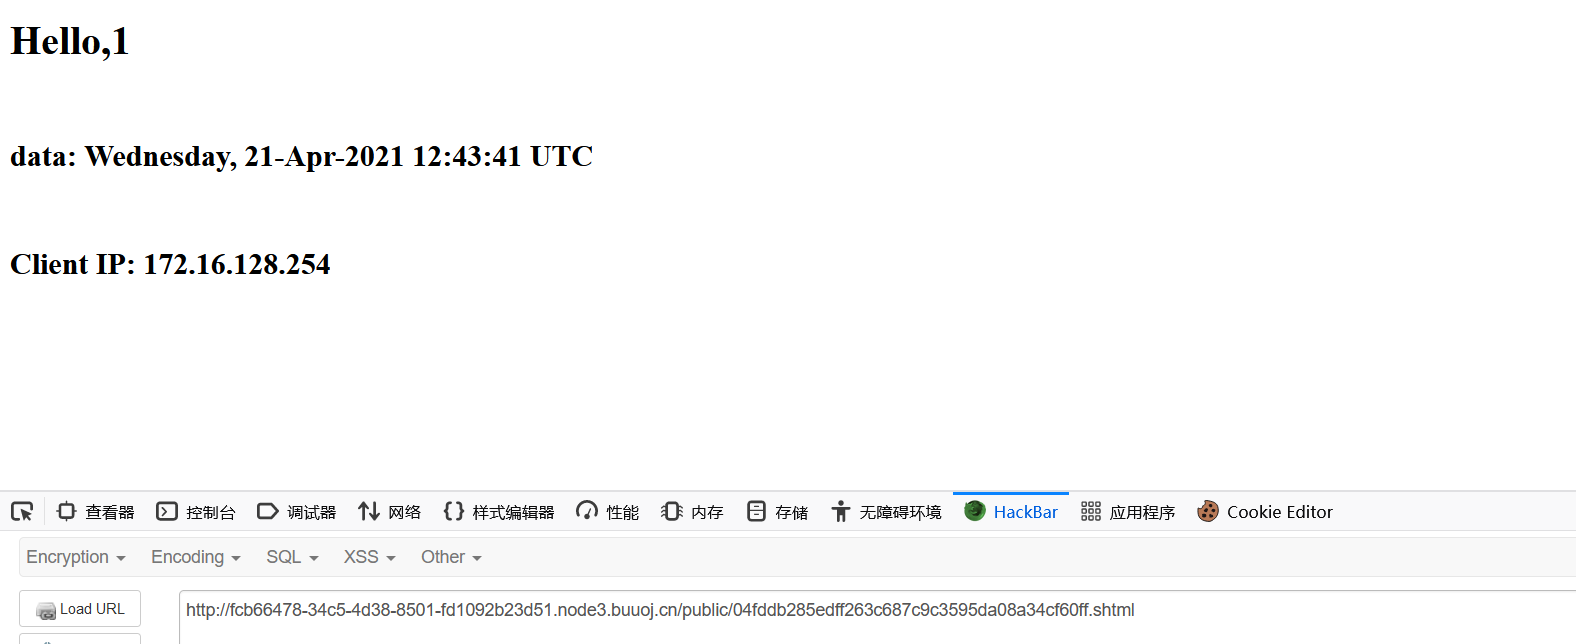 Hello,1
data: Wednesday, 21-Apr-2021 12:43:41 UTC
Client IP: 172.16.128.254
查看器 控制台 调试器 网络 样式编辑器 性能 内存 存储 无障碍环境 HackBar 应用程序 Cookie Editor
Encryption Encoding SQL XSS Other
Load URL http://fcb66478-34c5-4d38-8501-fd1092b23d51.node3.buuoj.cn/public/04fddb285edff263c687c9c3595da08a34cf60ff.shtml